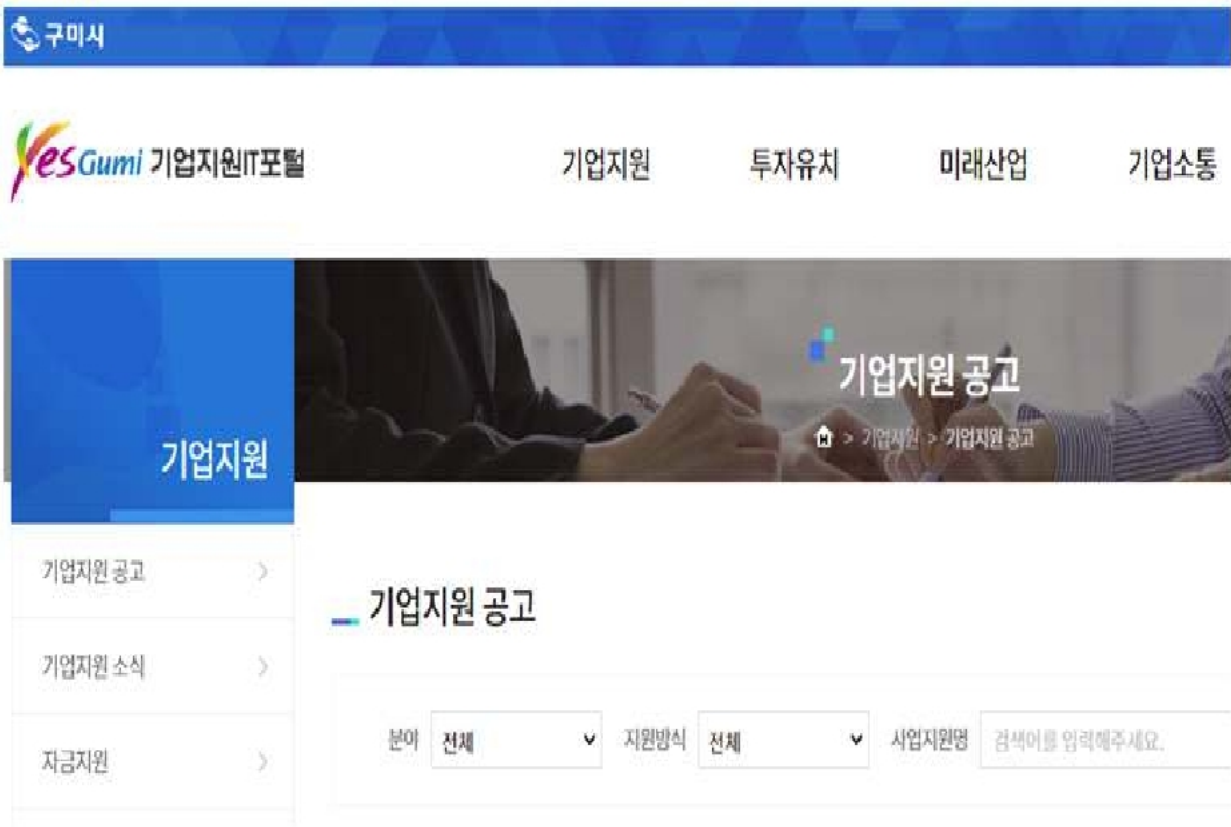 구미시
Yes Gumi 기업지원IT포털
기업지원 투자유치 미래산업 기업소통
기업지원 공고
> 기업지원 > 기업지원 공고
기업지원
기업지원 공고
기업지원 소식
자금지원
기업지원 공고
분야 전체 지원방식 전체 사업지원명 검색어를 입력해주세요.